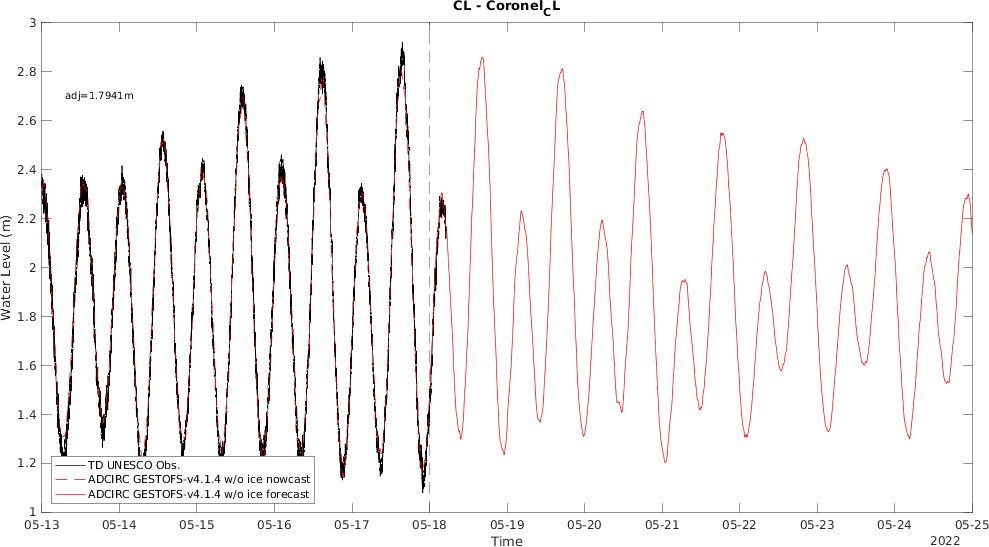 CL - Coronel_CL
3
2.8
2.6
2.4
2.2
2
1.8
1.6
1.4
1.2
1
Water Level (m)
adj=1.7941m
TD UNESCO Obs.
ADCIRC GESTOFS-v4.1.4 w/o ice nowcast
ADCIRC GESTOFS-v4.1.4 w/o ice forecast
05-13 05-14 05-15 05-16 05-17 05-18 05-19 05-20 05-21 05-22 05-23 05-24 05-25
Time
2022